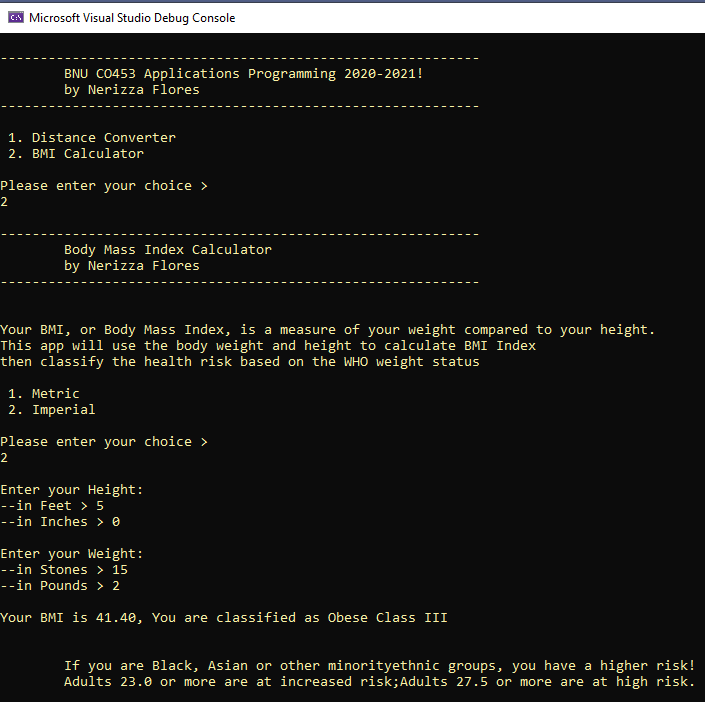 Microsoft Visual Studio Debug Console
------------------------------------------------------------
BNU CO453 Applications Programming 2020-2021!
by Nerizza Flores
------------------------------------------------------------
1. Distance Converter
2. BMI Calculator
Please enter your choice >
2
------------------------------------------------------------
Body Mass Index Calculator
by Nerizza Flores
------------------------------------------------------------
Your BMI, or Body Mass Index, is a measure of your weight compared to your height.
This app will use the body weight and height to calculate BMI Index
then classify the health risk based on the WHO weight status
1. Metric
2. Imperial
Please enter your choice >
2
Enter your Height:
--in Feet > 5
--in Inches > 0
Enter your Weight:
--in Stones > 15
--in Pounds > 2
Your BMI is 41.40, You are classified as Obese Class III
If you are Black, Asian or other minorityethnic groups, you have a higher risk!
Adults 23.0 or more are at increased risk;Adults 27.5 or more are at high risk.